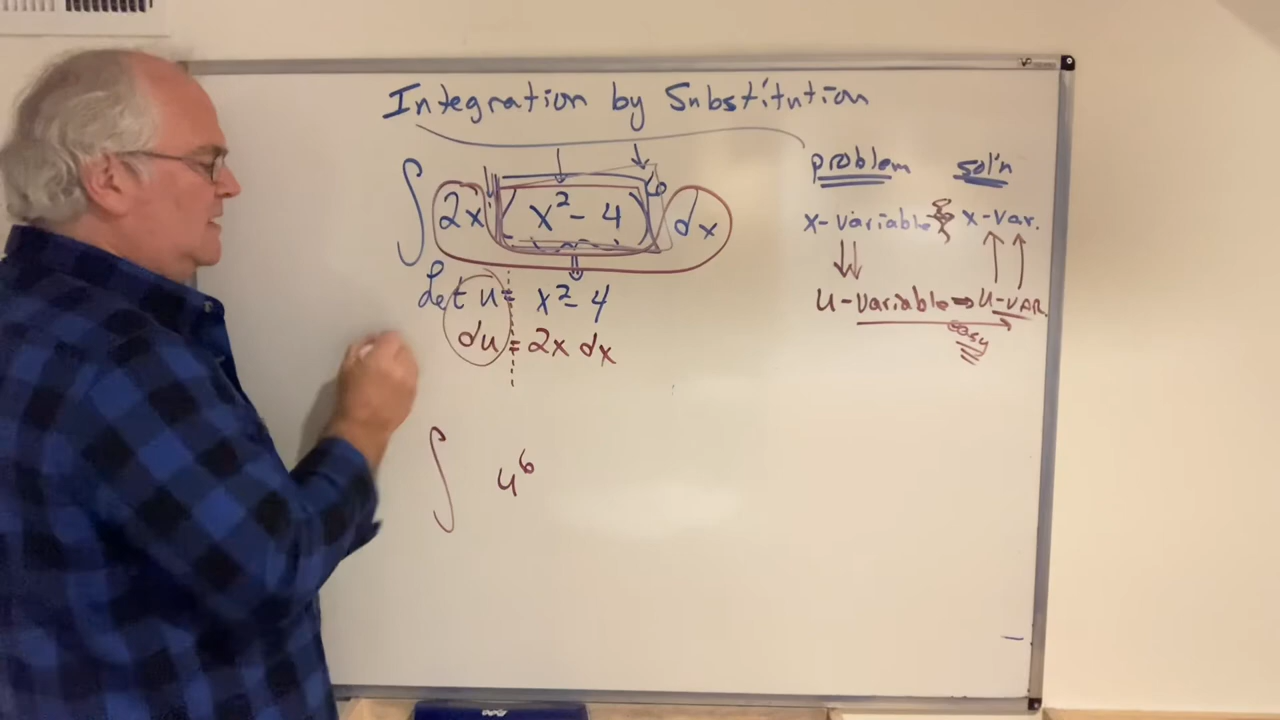 Integration by Substitution
∫ 2x (x² - 4)⁶ dx
Let u = x² - 4
du = 2x dx
∫ u⁶
problem sol'n
x-variable x-var.
u-variable ⇒ u-VAR.
easy